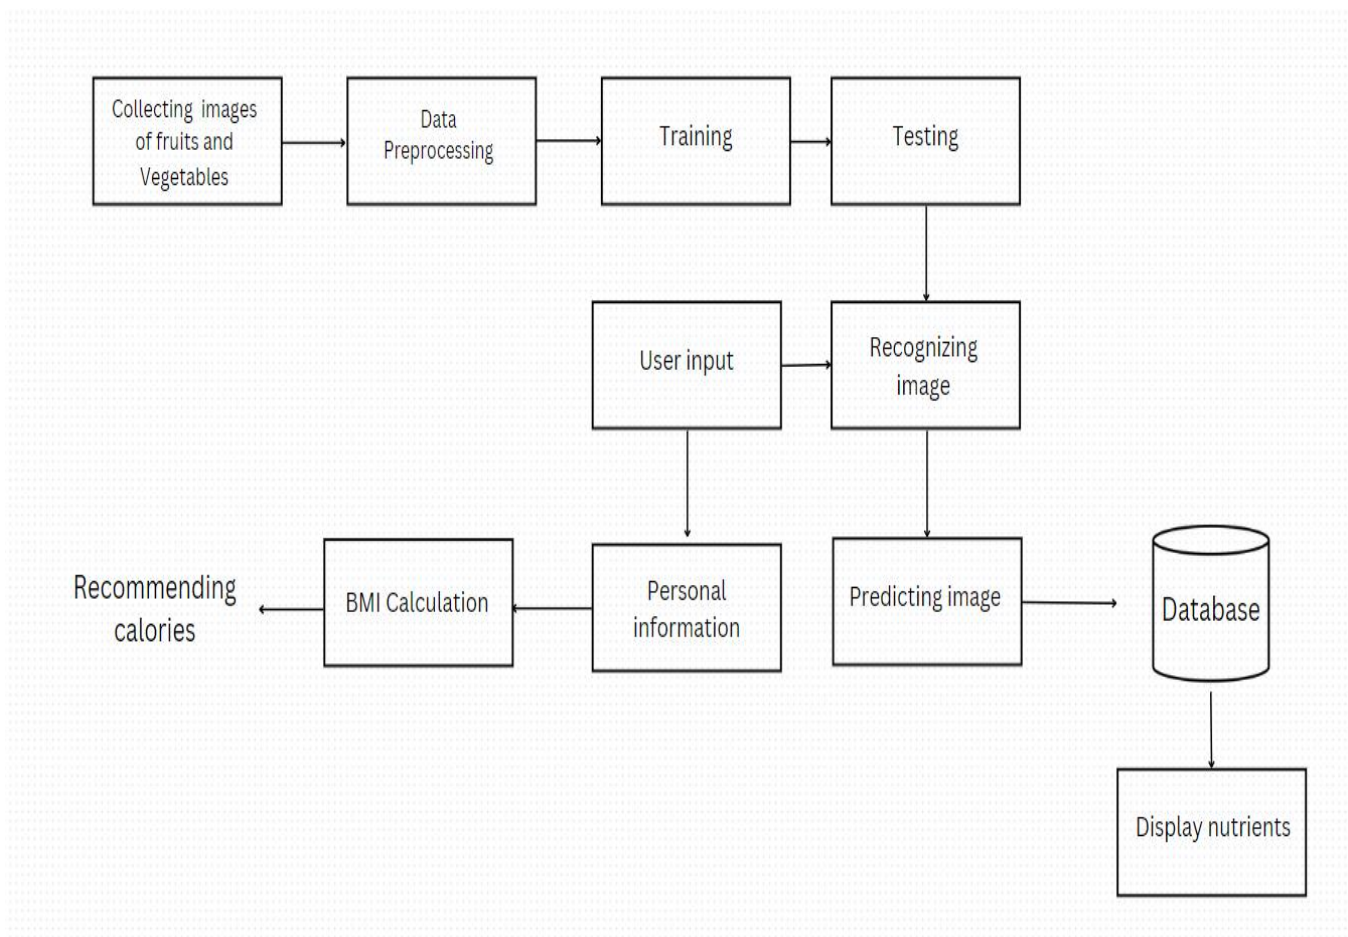 Collecting images
of fruits and
Vegetables
Data
Preprocessing
Training
Testing
User input
Recognizing
image
Recommending
calories
BMI Calculation
Personal
information
Predicting image
Database
Display nutrients